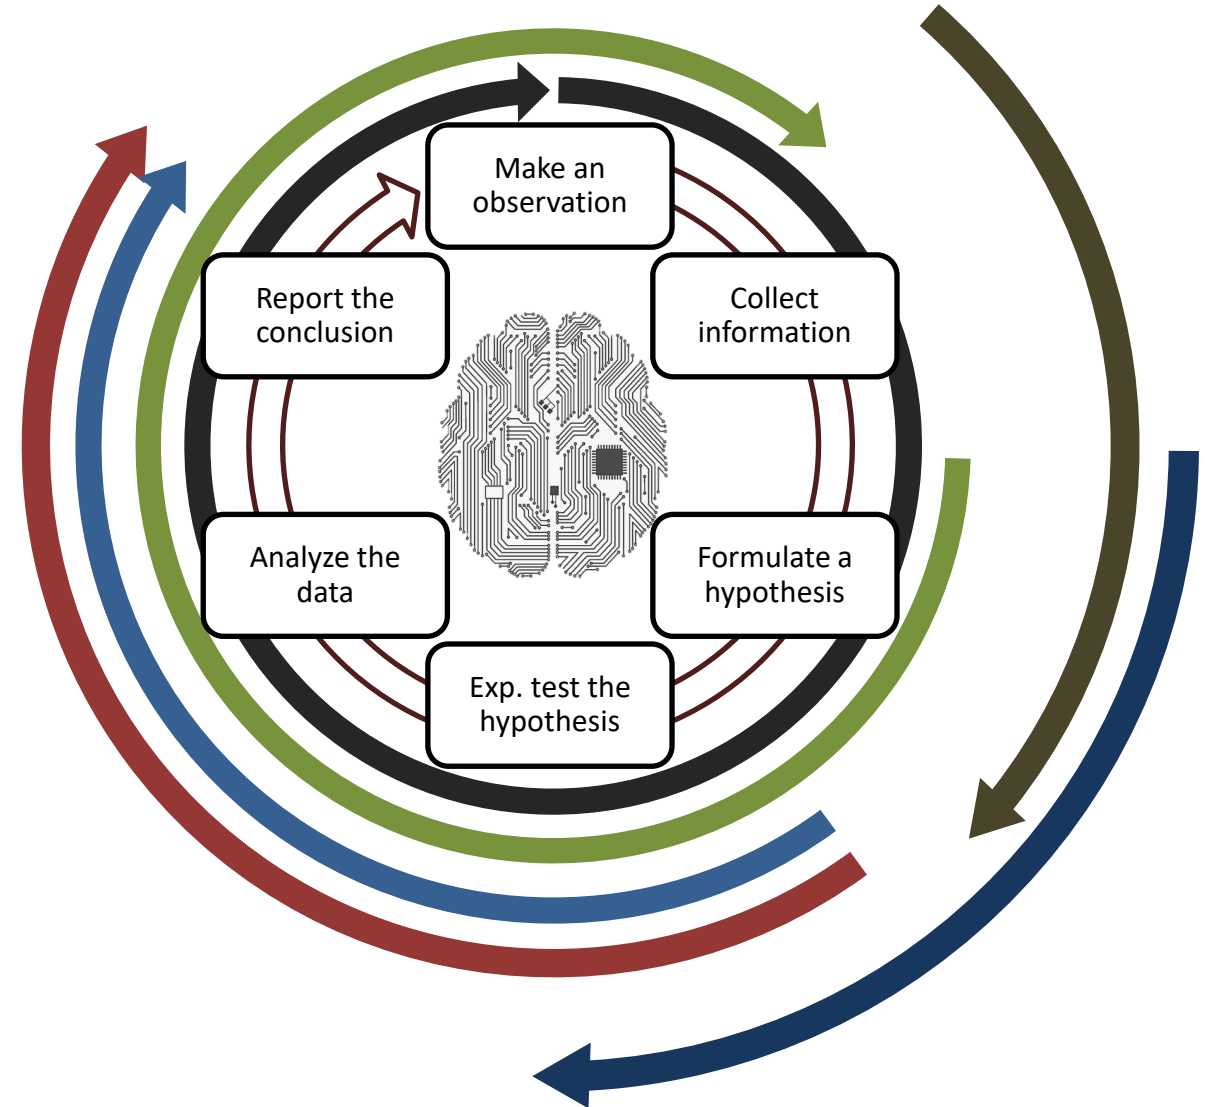 Make an
observation
Collect
information
Formulate a
hypothesis
Exp. test the
hypothesis
Analyze the
data
Report the
conclusion